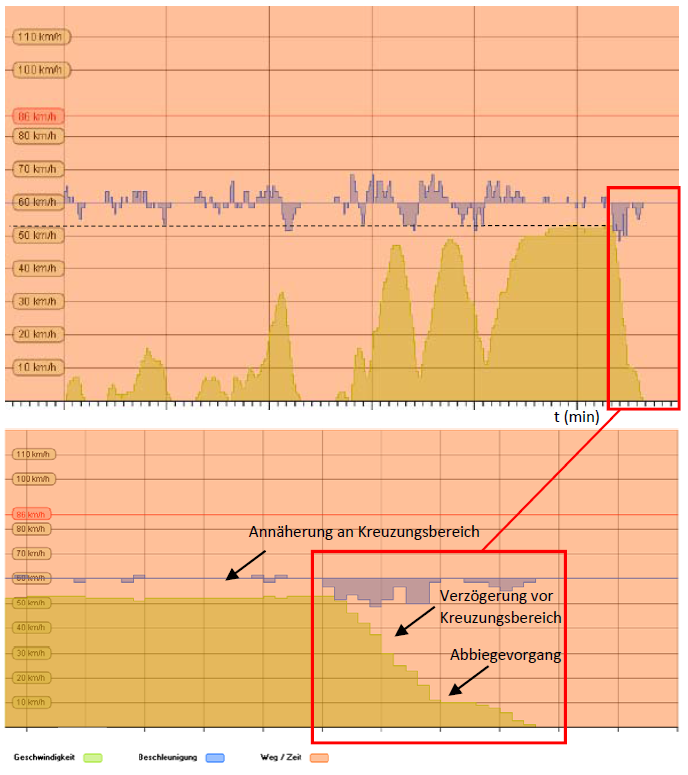 110 km/h
100 km/h
86 km/h
80 km/h
70 km/h
60 km/h
50 km/h
40 km/h
30 km/h
20 km/h
10 km/h
t (min)
110 km/h
100 km/h
86 km/h
80 km/h
70 km/h
60 km/h
50 km/h
40 km/h
30 km/h
20 km/h
10 km/h
Annäherung an Kreuzungsbereich
Verzögerung vor
Kreuzungsbereich
Abbiegevorgang
Geschwindigkeit Beschleunigung Weg / Zeit